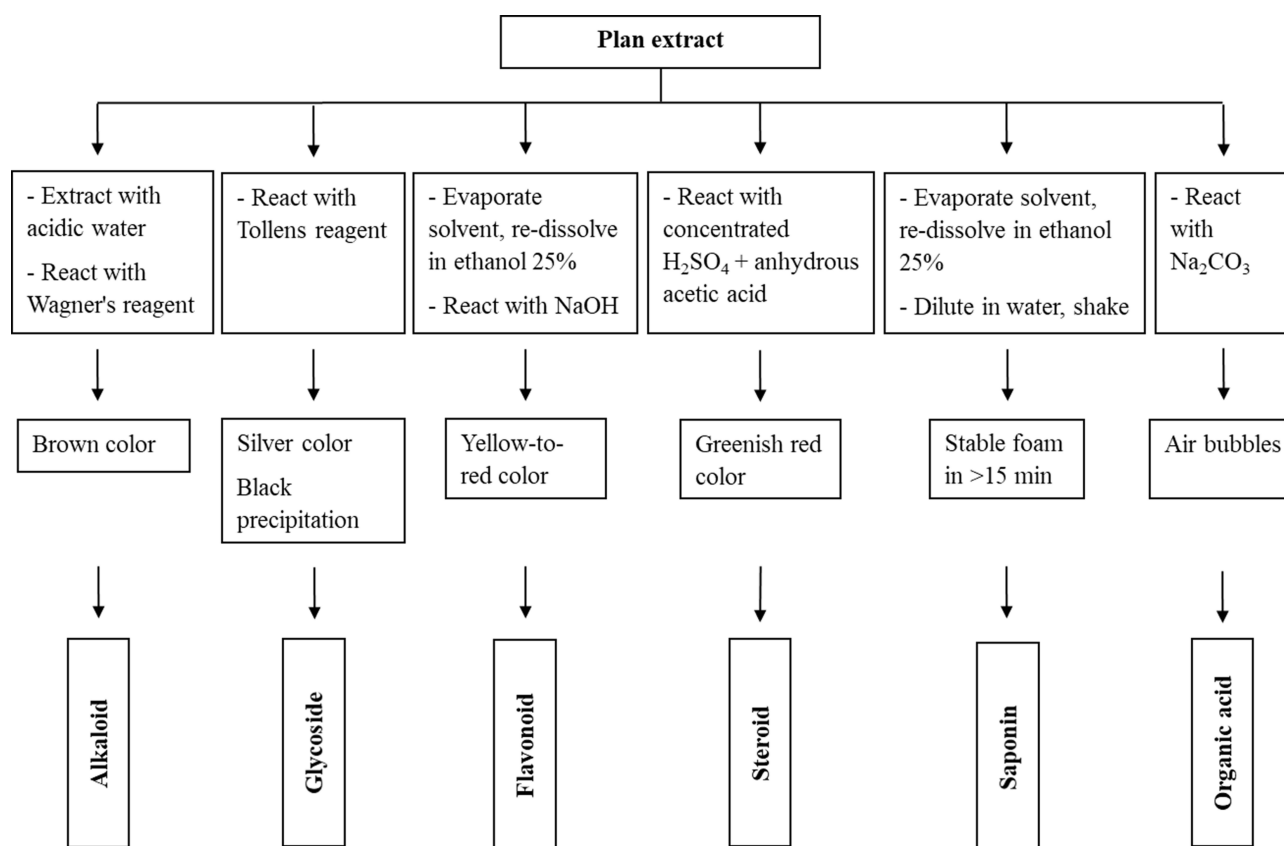 Plan extract
- Extract with
acidic water
- React with
Wagner's reagent
- React with
Tollens reagent
- Evaporate
solvent, re-dissolve
in ethanol 25%
- React with NaOH
- React with
concentrated
H₂SO₄ + anhydrous
acetic acid
- Evaporate solvent,
re-dissolve in ethanol
25%
- Dilute in water, shake
- React
with
Na₂CO₃
Brown color
Silver color
Black
precipitation
Yellow-to-
red color
Greenish red
color
Stable foam
in >15 min
Air bubbles
Alkaloid
Glycoside
Flavonoid
Steroid
Saponin
Organic acid